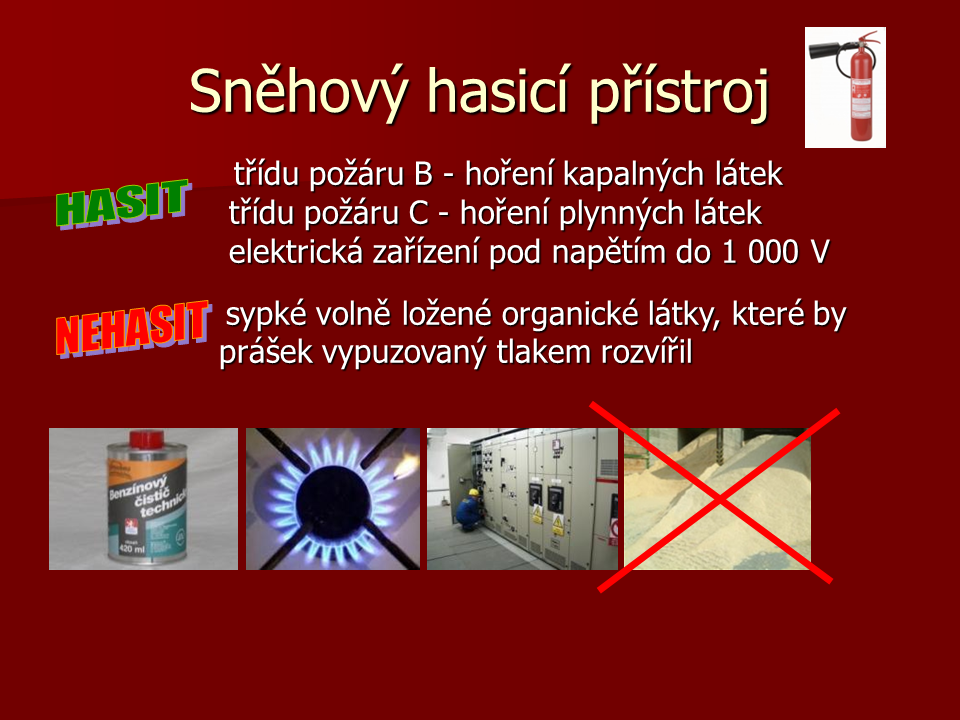 Sněhový hasicí přístroj
HASIT
třídu požáru B - hoření kapalných látek
třídu požáru C - hoření plynných látek
elektrická zařízení pod napětím do 1 000 V
NEHASIT
sypké volně ložené organické látky, které by
prášek vypuzovaný tlakem rozvířil
Benzínový
čistič
technický
420 ml